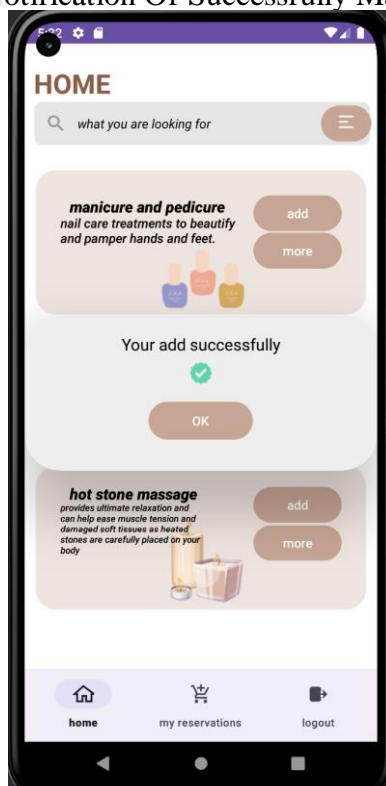 Notification Of Successfully Ma
5:22
HOME
what you are looking for
manicure and pedicure
nail care treatments to beautify
and pamper hands and feet.
add
more
Your add successfully
OK
hot stone massage
provides ultimate relaxation and
can help ease muscle tension and
damaged soft tissues as heated
stones are carefully placed on your
body
add
more
home
my reservations
logout